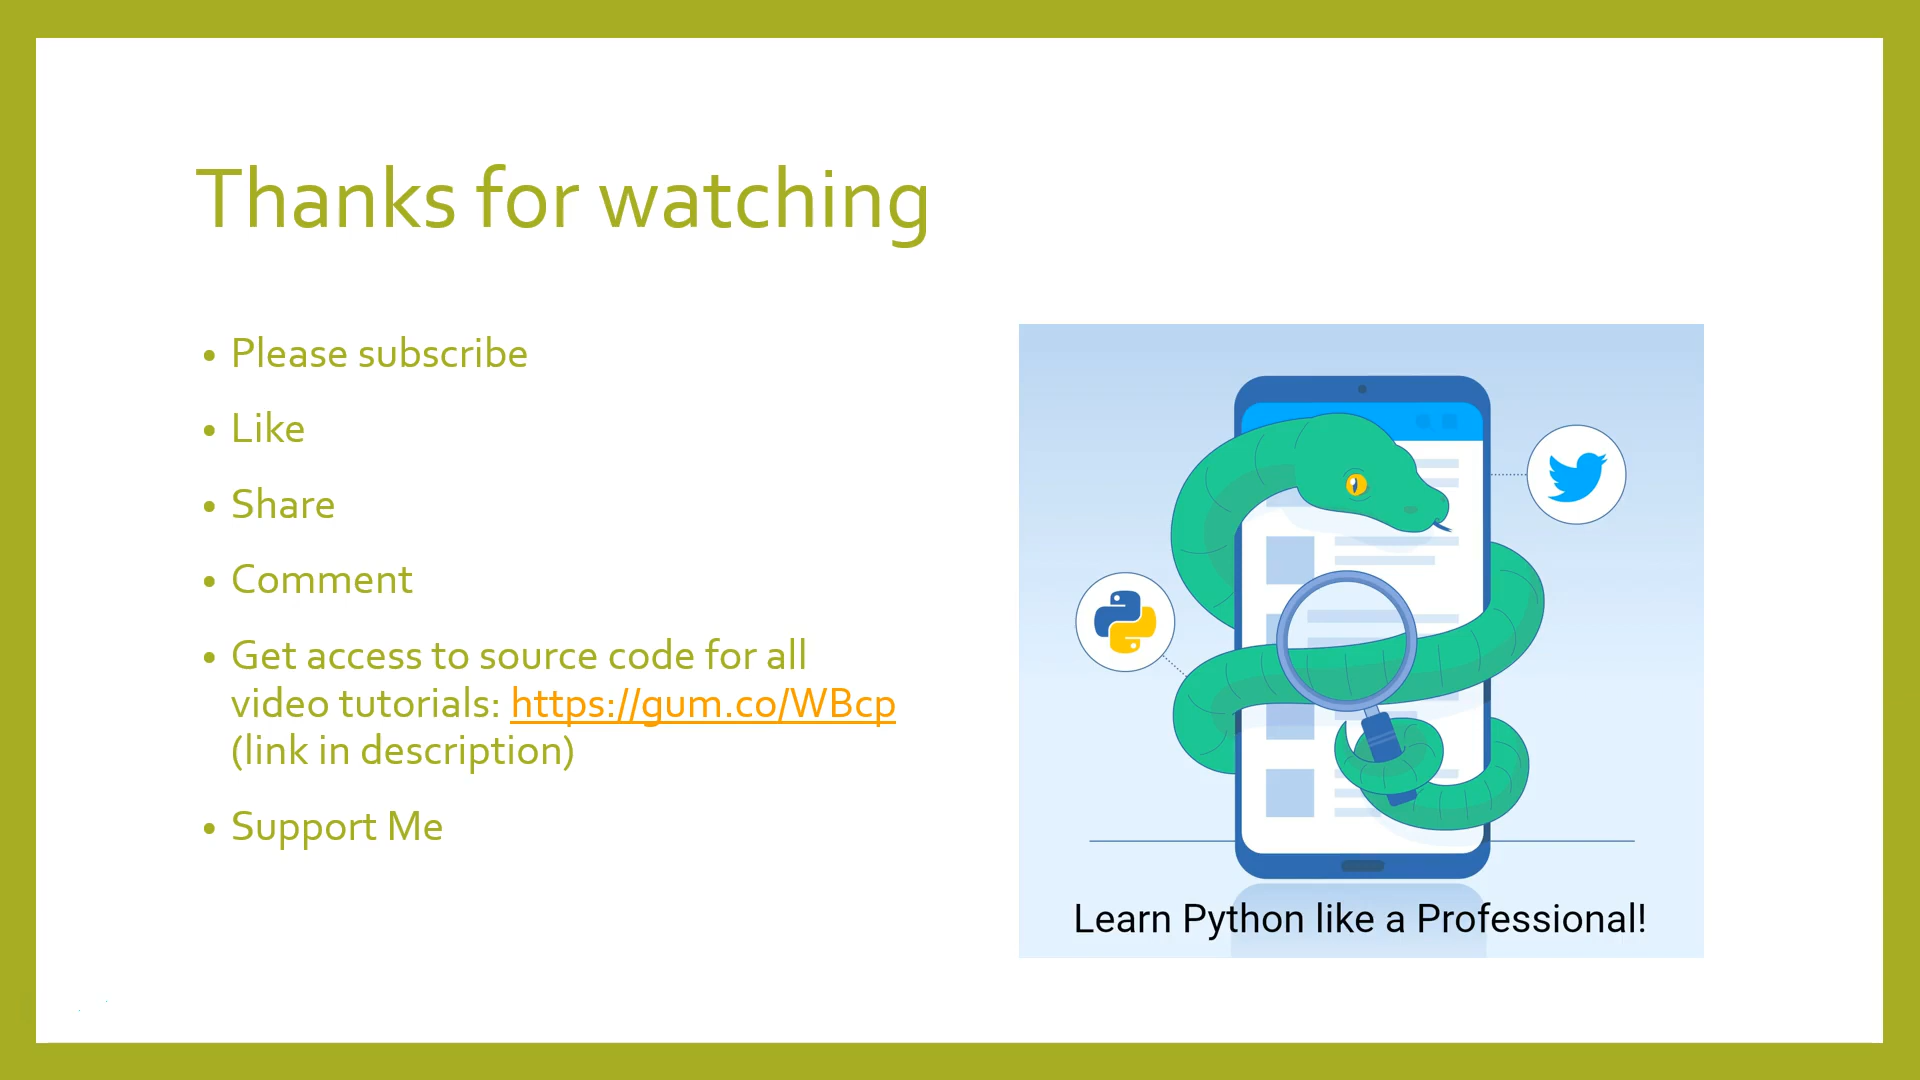 Thanks for watching
• Please subscribe
• Like
• Share
• Comment
• Get access to source code for all
video tutorials: https://gum.co/WBcp
(link in description)
• Support Me
Learn Python like a Professional!